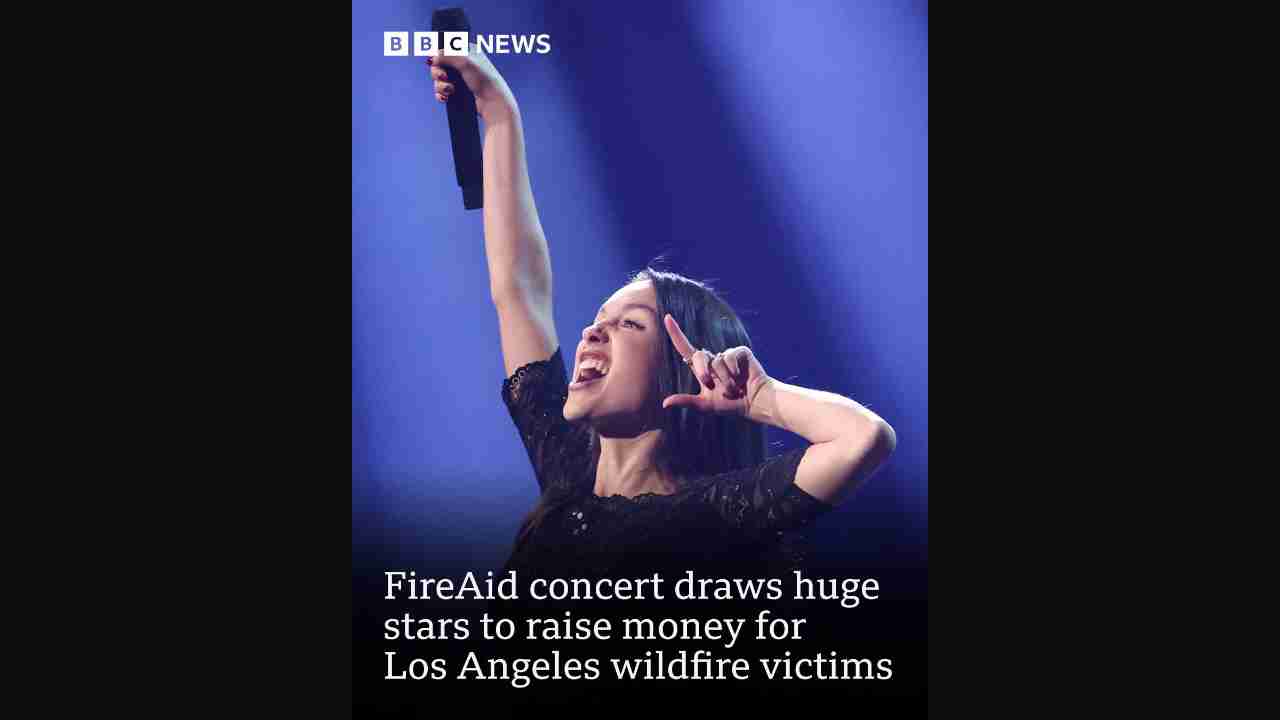 BBC NEWS
FireAid concert draws huge
stars to raise money for
Los Angeles wildfire victims